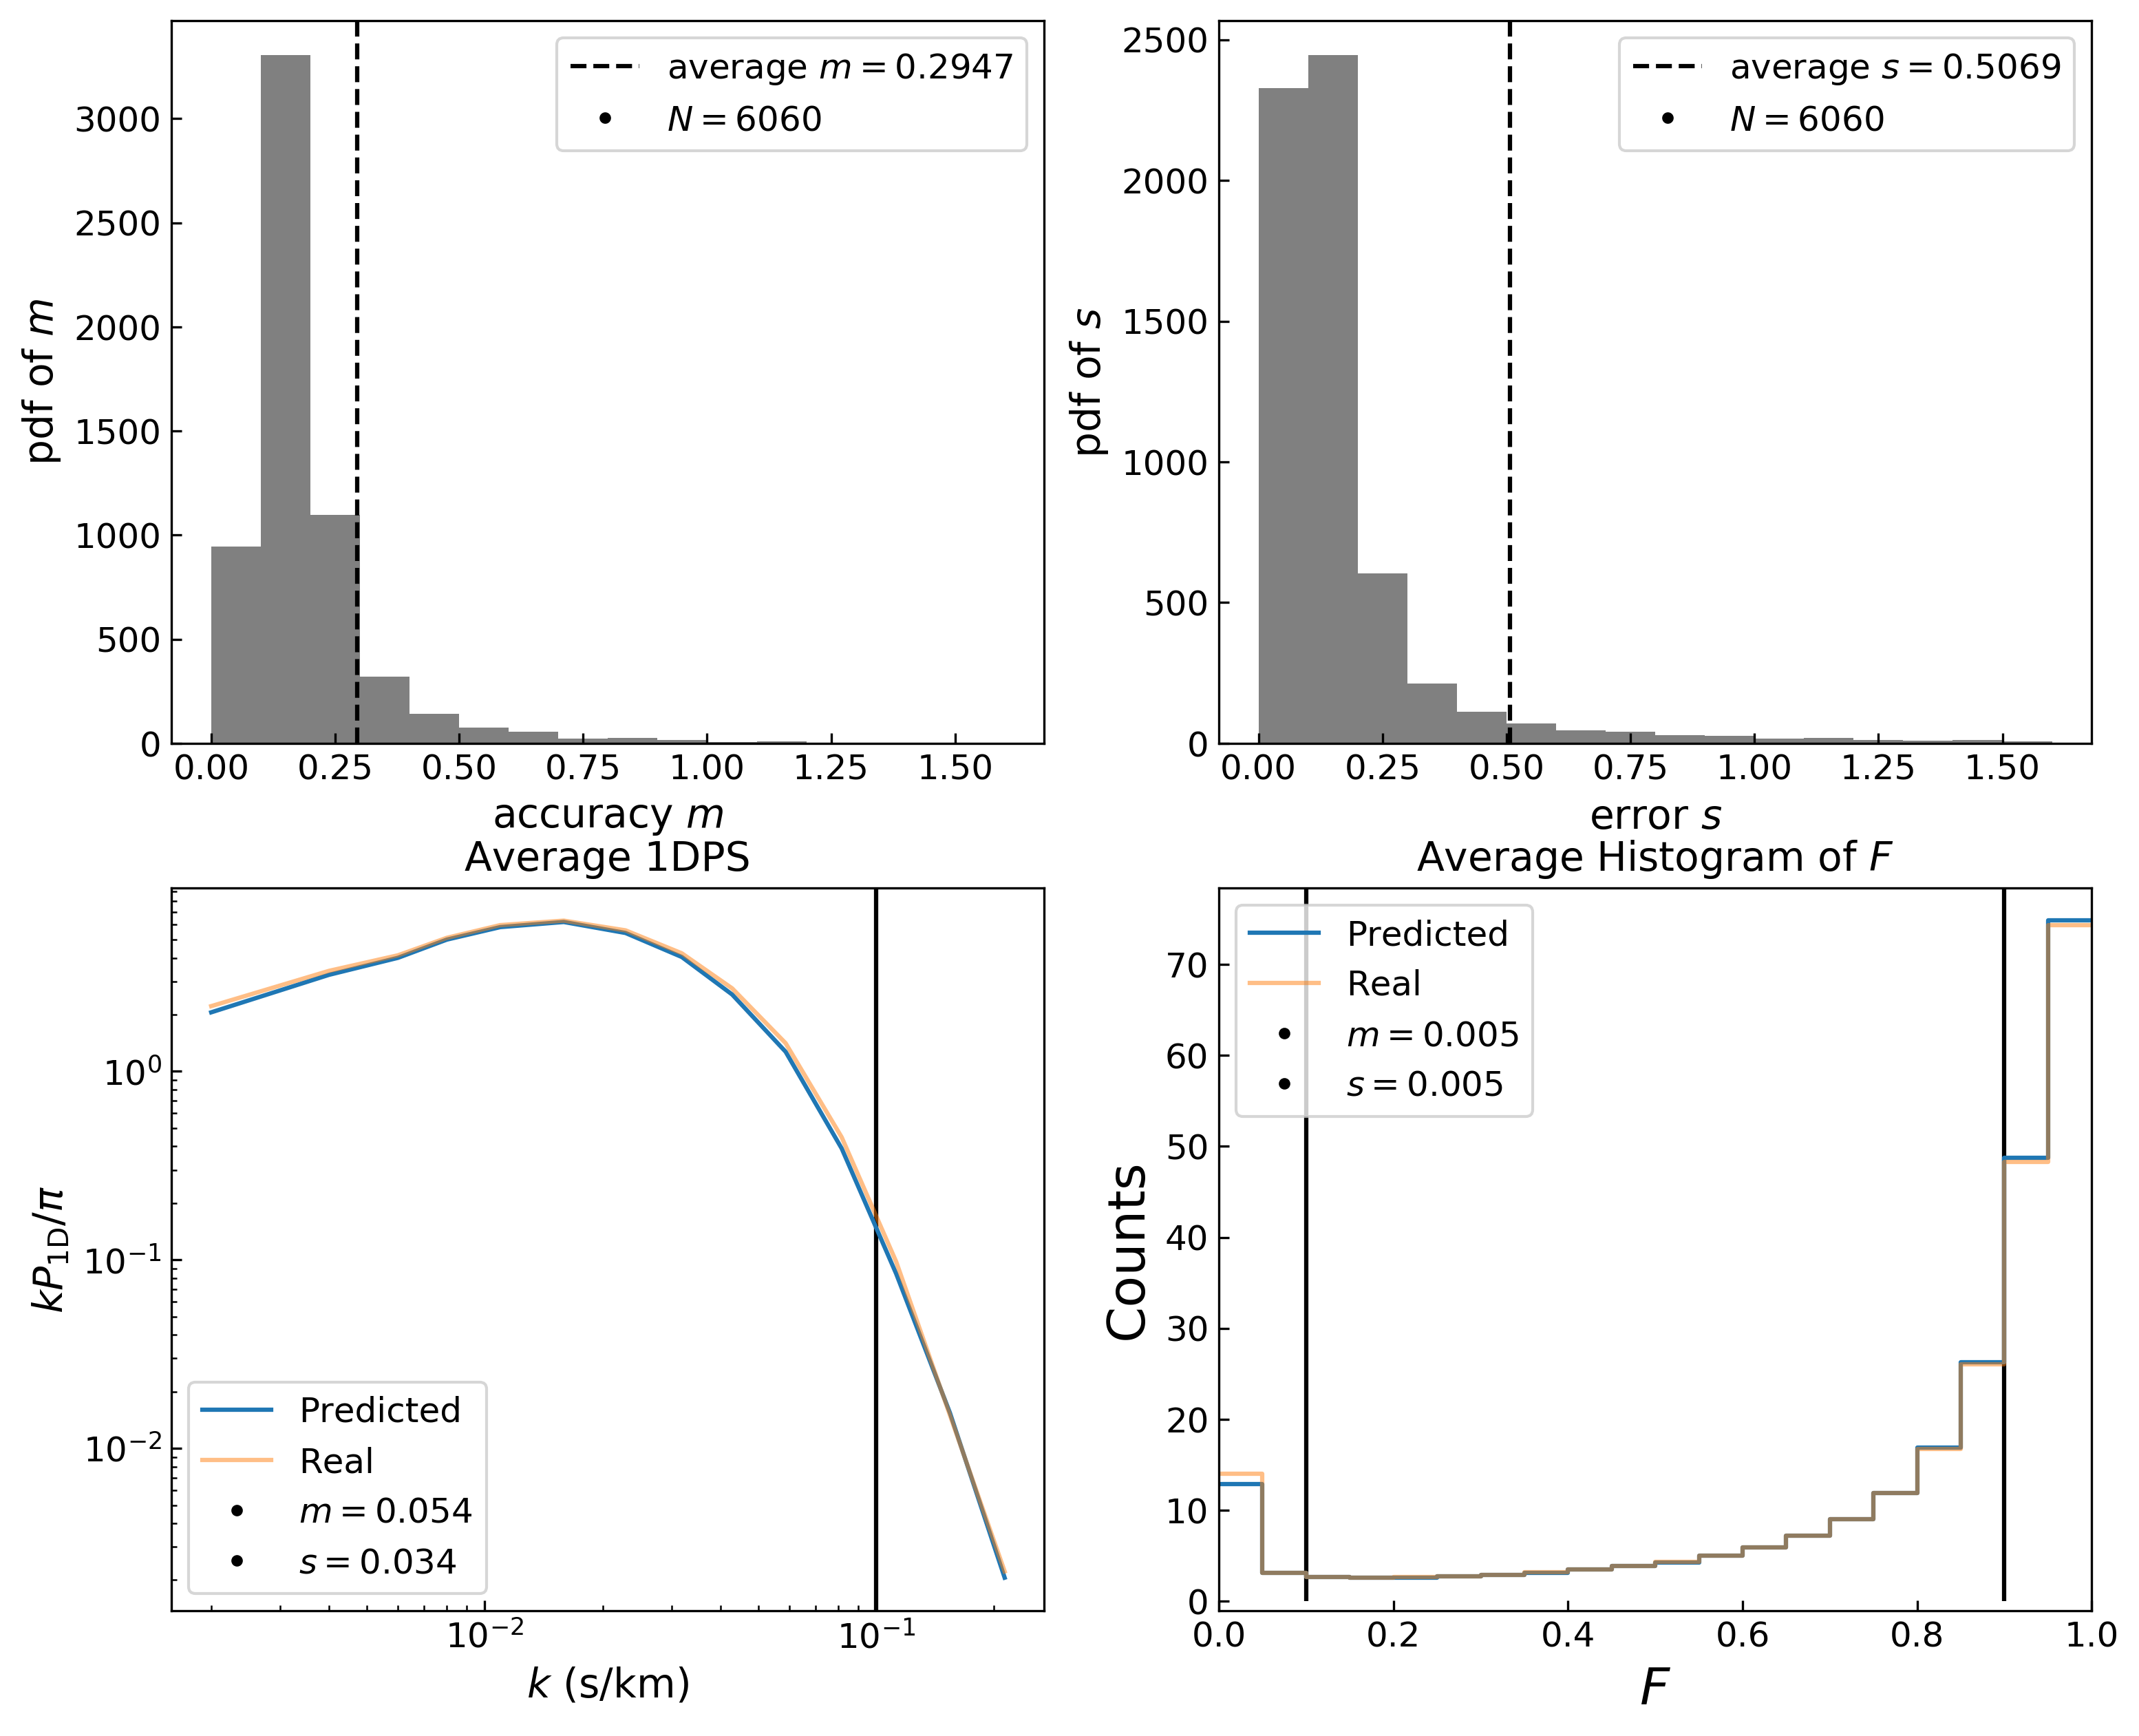 average m = 0.2947
N = 6060
3000
2500
2000
1500
1000
500
0
pdf of m
0.00 0.25 0.50 0.75 1.00 1.25 1.50
accuracy m
average s = 0.5069
N = 6060
2500
2000
1500
1000
500
0
pdf of s
0.00 0.25 0.50 0.75 1.00 1.25 1.50
error s
Average 1DPS
10⁰
10⁻¹
10⁻²
kP₁D/π
Predicted
Real
m = 0.054
s = 0.034
10⁻² 10⁻¹
k (s/km)
Average Histogram of F
Predicted
Real
m = 0.005
s = 0.005
70
60
50
40
30
20
10
0
Counts
0.0 0.2 0.4 0.6 0.8 1.0
F